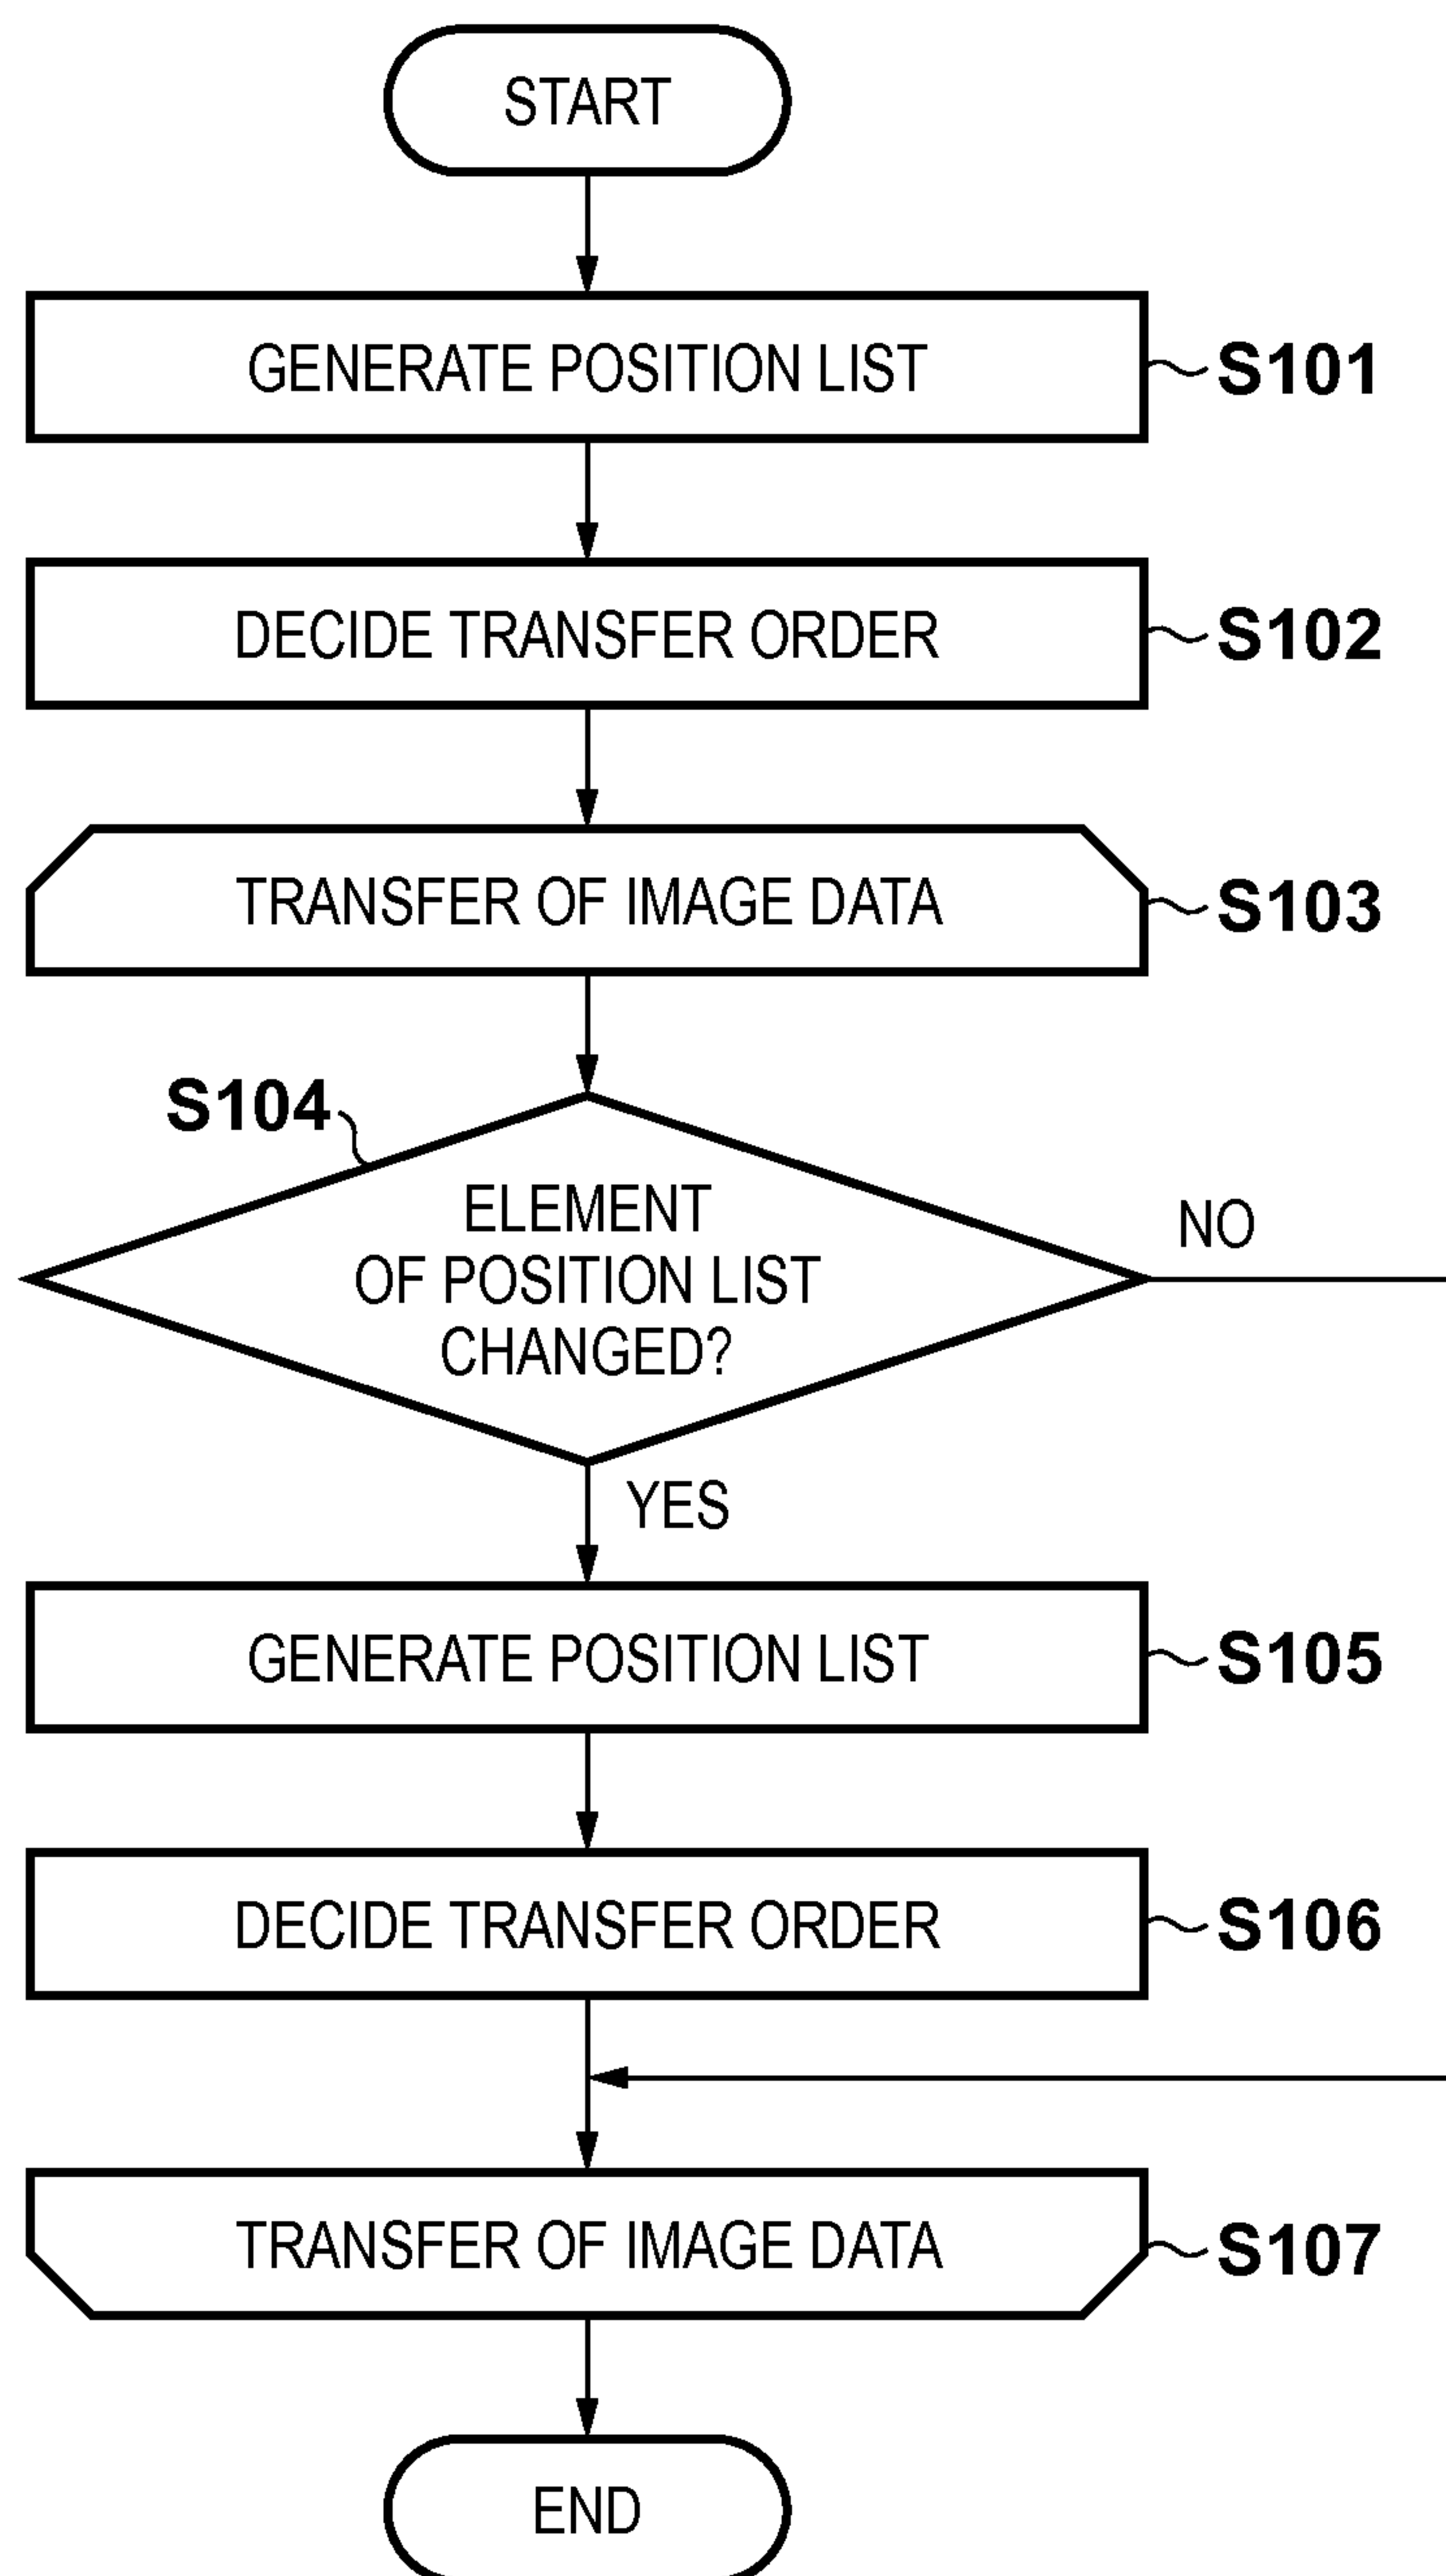 START
GENERATE POSITION LIST
S101
DECIDE TRANSFER ORDER
S102
TRANSFER OF IMAGE DATA
S103
S104
ELEMENT
OF POSITION LIST
CHANGED?
NO
YES
GENERATE POSITION LIST
S105
DECIDE TRANSFER ORDER
S106
TRANSFER OF IMAGE DATA
S107
END